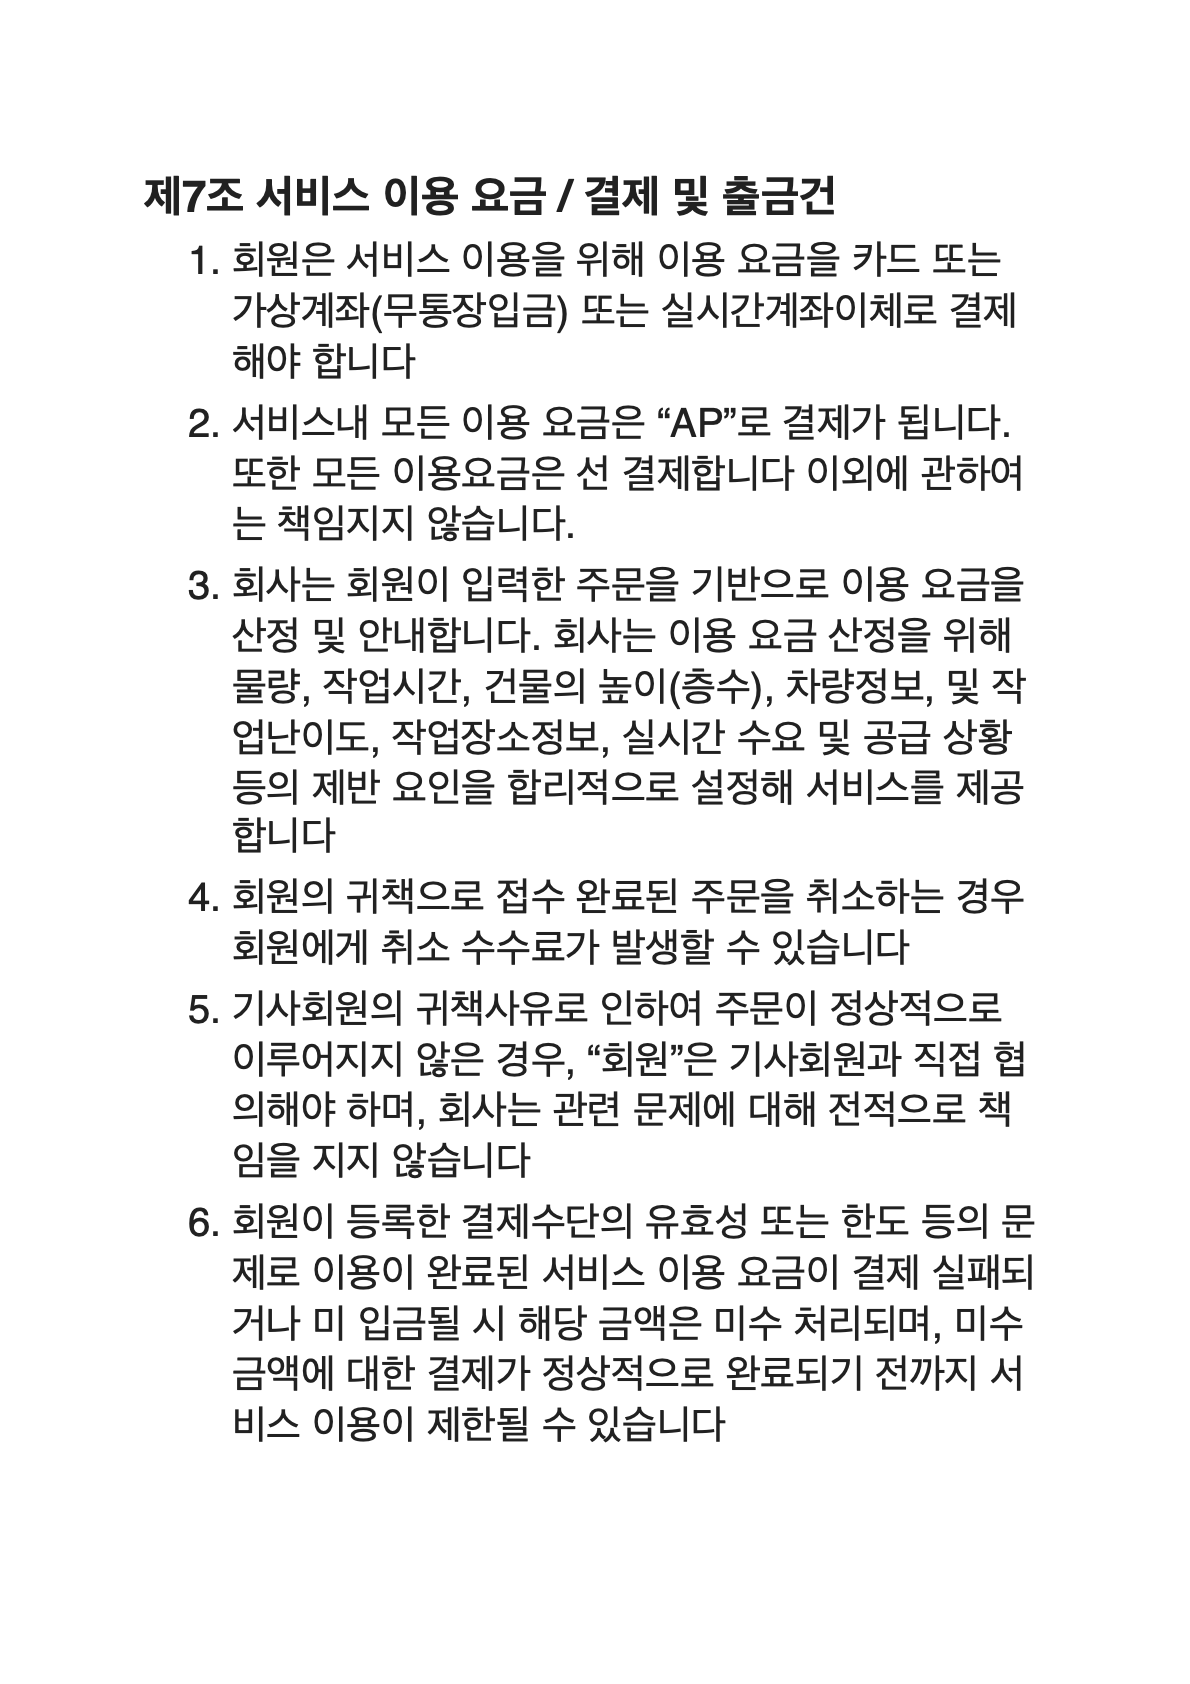 제7조 서비스 이용 요금 / 결제 및 출금건
1. 회원은 서비스 이용을 위해 이용 요금을 카드 또는
가상계좌(무통장입금) 또는 실시간계좌이체로 결제
해야 합니다
2. 서비스내 모든 이용 요금은 “AP”로 결제가 됩니다.
또한 모든 이용요금은 선 결제합니다 이외에 관하여
는 책임지지 않습니다.
3. 회사는 회원이 입력한 주문을 기반으로 이용 요금을
산정 및 안내합니다. 회사는 이용 요금 산정을 위해
물량, 작업시간, 건물의 높이(층수), 차량정보, 및 작
업난이도, 작업장소정보, 실시간 수요 및 공급 상황
등의 제반 요인을 합리적으로 설정해 서비스를 제공
합니다
4. 회원의 귀책으로 접수 완료된 주문을 취소하는 경우
회원에게 취소 수수료가 발생할 수 있습니다
5. 기사회원의 귀책사유로 인하여 주문이 정상적으로
이루어지지 않은 경우, “회원”은 기사회원과 직접 협
의해야 하며, 회사는 관련 문제에 대해 전적으로 책
임을 지지 않습니다
6. 회원이 등록한 결제수단의 유효성 또는 한도 등의 문
제로 이용이 완료된 서비스 이용 요금이 결제 실패되
거나 미 입금될 시 해당 금액은 미수 처리되며, 미수
금액에 대한 결제가 정상적으로 완료되기 전까지 서
비스 이용이 제한될 수 있습니다